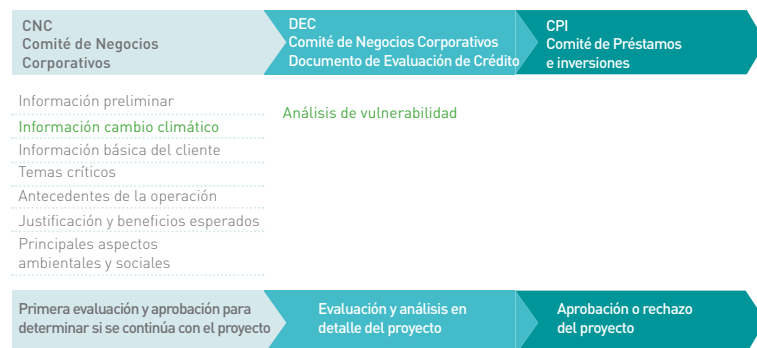 CNC
Comité de Negocios
Corporativos
DEC
Comité de Negocios Corporativos
Documento de Evaluación de Crédito
CPI
Comité de Préstamos
e inversiones
Información preliminar
Información cambio climático
Información básica del cliente
Temas críticos
Antecedentes de la operación
Justificación y beneficios esperados
Principales aspectos
ambientales y sociales
Análisis de vulnerabilidad
Primera evaluación y aprobación para
determinar si se continúa con el proyecto
Evaluación y análisis en
detalle del proyecto
Aprobación o rechazo
del proyecto